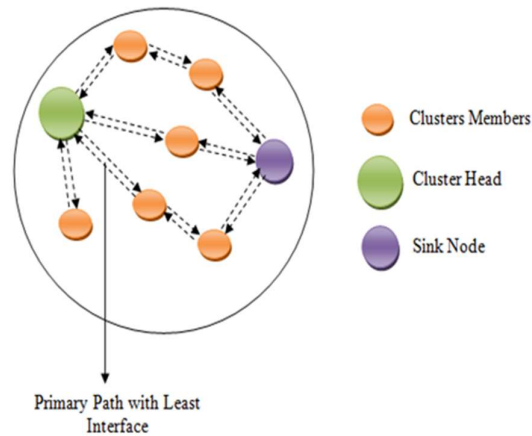 Clusters Members
Cluster Head
Sink Node
Primary Path with Least
Interface